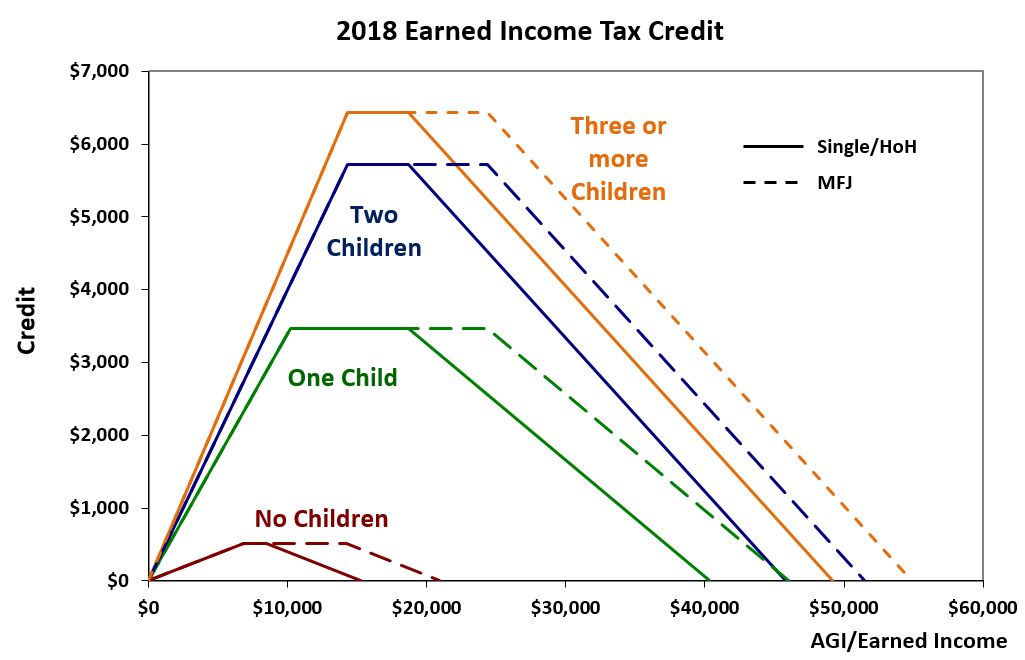 2018 Earned Income Tax Credit
$7,000
$6,000
$5,000
$4,000
$3,000
$2,000
$1,000
$0
Credit
Three or
more
Children
Single/HoH
MFJ
Two
Children
One Child
No Children
$0
$10,000
$20,000
$30,000
$40,000
$50,000
$60,000
AGI/Earned Income